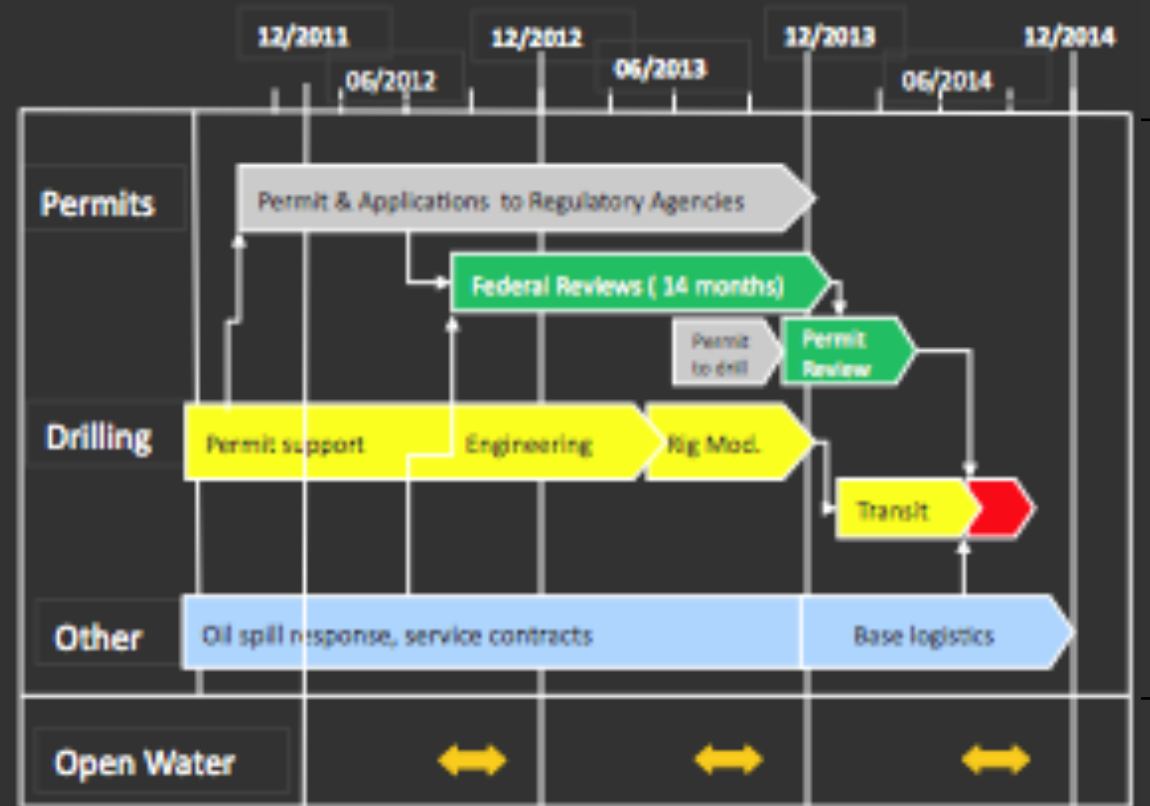 12/2011
12/2012
12/2013
12/2014
06/2012
06/2013
06/2014
Permits
Permit & Applications to Regulatory Agencies
Federal Reviews ( 14 months)
Permit
to drill
Permit
Review
Drilling
Permit support
Engineering
Rig Mod.
Transit
Other
Oil spill response, service contracts
Base logistics
Open Water